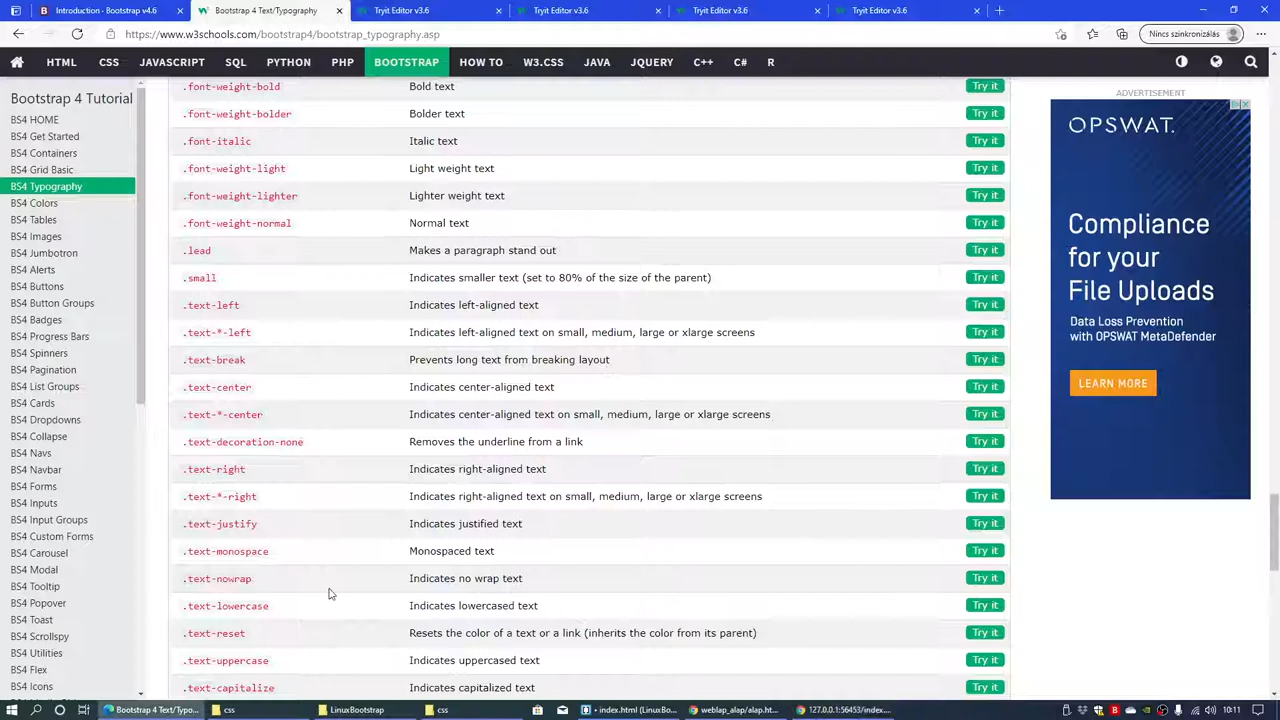 Introduction · Bootstrap v4.6
Bootstrap 4 Text/Typography
Tryit Editor v3.6
Tryit Editor v3.6
Tryit Editor v3.6
Tryit Editor v3.6
https://www.w3schools.com/bootstrap4/bootstrap_typography.asp
Nincs szinkronizálás
HTML CSS JAVASCRIPT SQL PYTHON PHP BOOTSTRAP HOW TO W3.CSS JAVA JQUERY C++ C# R
Bootstrap 4 Tutorial
BS4 HOME
BS4 Get Started
BS4 Containers
BS4 Grid Basic
BS4 Typography
BS4 Colors
BS4 Tables
BS4 Images
BS4 Jumbotron
BS4 Alerts
BS4 Buttons
BS4 Button Groups
BS4 Badges
BS4 Progress Bars
BS4 Spinners
BS4 Pagination
BS4 List Groups
BS4 Cards
BS4 Dropdowns
BS4 Collapse
BS4 Navs
BS4 Navbar
BS4 Forms
BS4 Inputs
BS4 Input Groups
BS4 Custom Forms
BS4 Carousel
BS4 Modal
BS4 Tooltip
BS4 Popover
BS4 Toast
BS4 Scrollspy
BS4 Utilities
BS4 Flex
BS4 Icons
.font-weight-bold Bold text Try it
.font-weight-bolder Bolder text Try it
.font-italic Italic text Try it
.font-weight-light Light weight text Try it
.font-weight-lighter Lighter weight text Try it
.font-weight-normal Normal text Try it
.lead Makes a paragraph stand out Try it
.small Indicates smaller text (set to 80% of the size of the parent) Try it
.text-left Indicates left-aligned text Try it
.text-*-left Indicates left-aligned text on small, medium, large or xlarge screens Try it
.text-break Prevents long text from breaking layout Try it
.text-center Indicates center-aligned text Try it
.text-*-center Indicates center-aligned text on small, medium, large or xlarge screens Try it
.text-decoration-none Removes the underline from a link Try it
.text-right Indicates right-aligned text Try it
.text-*-right Indicates right-aligned text on small, medium, large or xlarge screens Try it
.text-justify Indicates justified text Try it
.text-monospace Monospaced text Try it
.text-nowrap Indicates no wrap text Try it
.text-lowercase Indicates lowercased text Try it
.text-reset Resets the color of a text or a link (inherits the color from its parent) Try it
.text-uppercase Indicates uppercased text Try it
.text-capitalize Indicates capitalized text Try it
ADVERTISEMENT
OPSWAT.
Compliance
for your
File Uploads
Data Loss Prevention
with OPSWAT MetaDefender
LEARN MORE
Bootstrap 4 Text/Typo...
css
LinuxBootstrap
css
• index.html (LinuxBo...
weblap_alap/alap.ht...
127.0.0.1:56453/index....
10:11